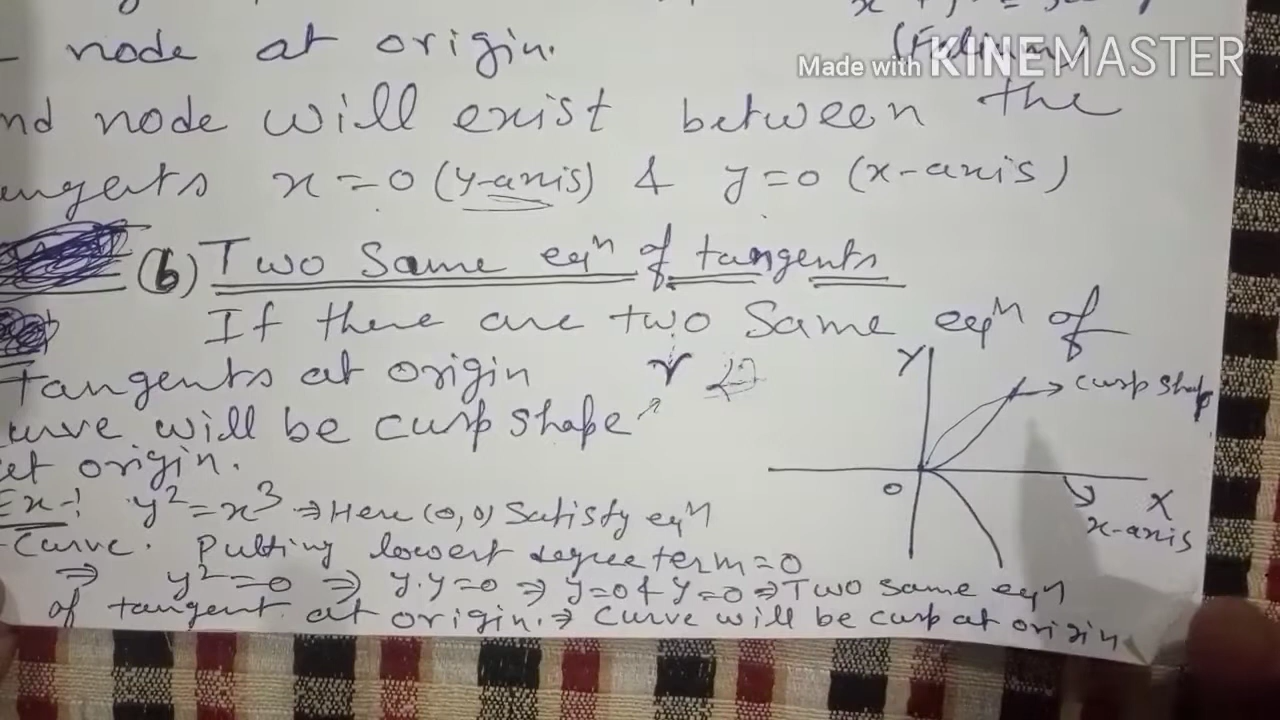 node at origin.
Made with KINEMASTER
nd node will exist between the
angents x=0 (y-axis) & y=0 (x-axis)
(b) Two Same eqⁿ of tangents
If there are two Same eqⁿ of
Tangents at origin
curve will be cusp shape
at origin.
Y
cusp shape
O
X
x-axis
Ex-! y²=x³ ⇒ Here (0,0) Satisfy eqⁿ
Curve. Putting lowest degree term=0
⇒ y²=0 ⇒ y.y=0 ⇒ y=0 & y=0 ⇒ Two same eqⁿ
of tangent at origin. ⇒ Curve will be cusp at origin